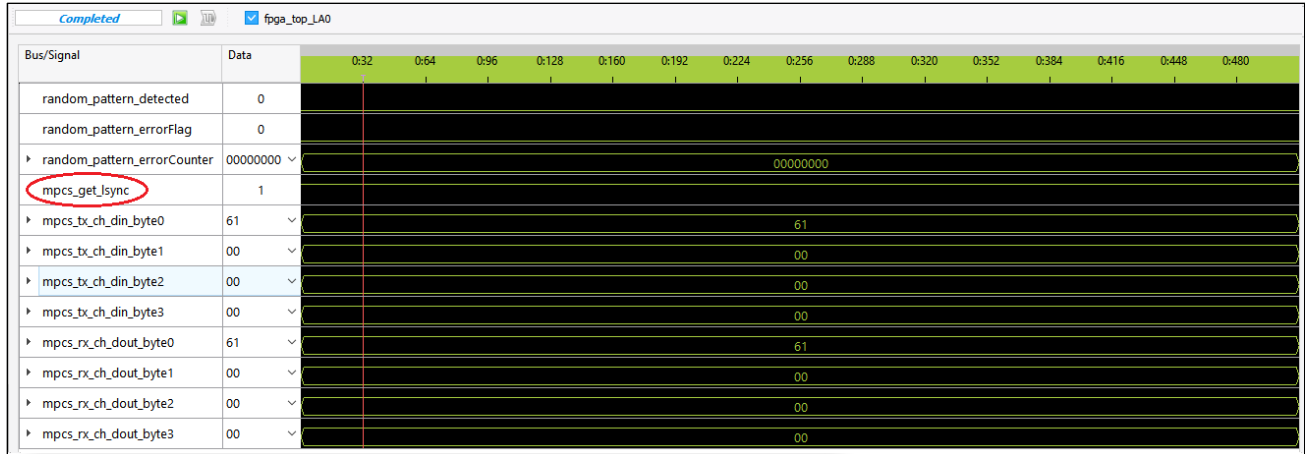 Completed fpga_top_LA0
Bus/Signal Data 0:32 0:64 0:96 0:128 0:160 0:192 0:224 0:256 0:288 0:320 0:352 0:384 0:416 0:448 0:480
random_pattern_detected 0
random_pattern_errorFlag 0
random_pattern_errorCounter 00000000 00000000
mpcs_get_lsync 1
mpcs_tx_ch_din_byte0 61 61
mpcs_tx_ch_din_byte1 00 00
mpcs_tx_ch_din_byte2 00 00
mpcs_tx_ch_din_byte3 00 00
mpcs_rx_ch_dout_byte0 61 61
mpcs_rx_ch_dout_byte1 00 00
mpcs_rx_ch_dout_byte2 00 00
mpcs_rx_ch_dout_byte3 00 00